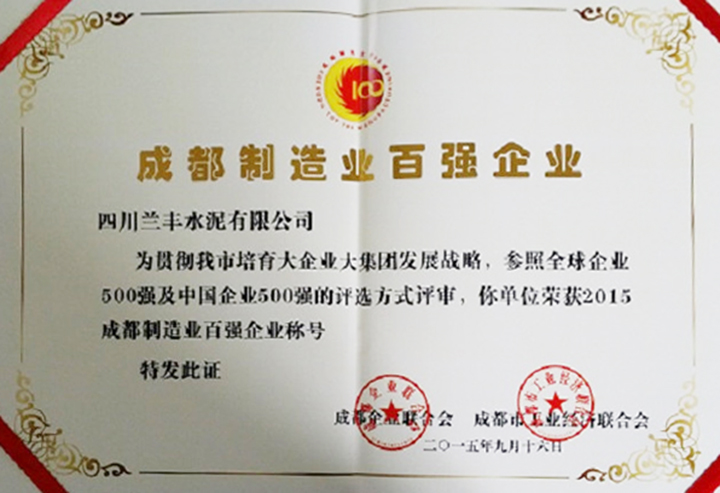 100
成都制造业百强企业
四川兰丰水泥有限公司
为贯彻我市培育大企业大集团发展战略，参照全球企业
500强及中国企业500强的评选方式评审，你单位荣获2015
成都制造业百强企业称号
特发此证
成都企业联合会 成都市工业经济联合会
二〇一五年九月十六日